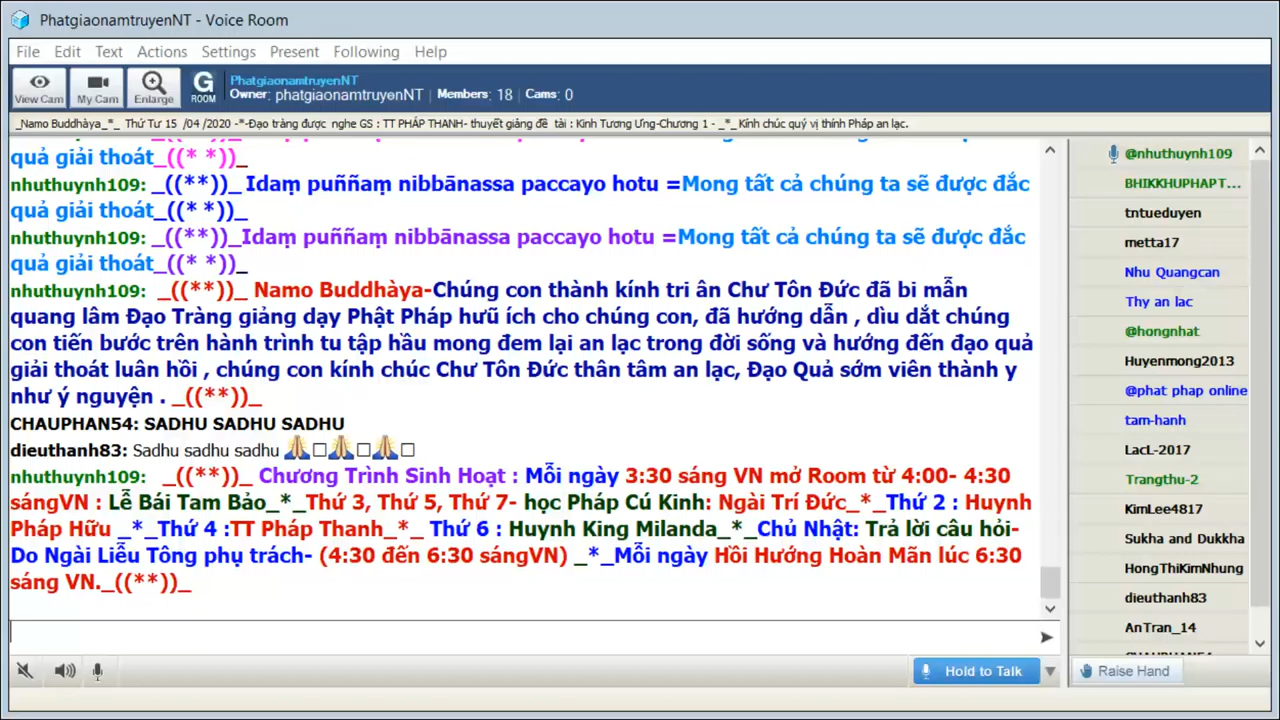 PhatgiaonamtruyenNT - Voice Room
File Edit Text Actions Settings Present Following Help
View Cam My Cam Enlarge G ROOM
PhatgiaonamtruyenNT
Owner: phatgiaonamtruyenNT | Members: 18 | Cams: 0
_Namo Buddhàya_*_ Thứ Tư 15 /04 /2020 -*-Đạo tràng được nghe GS : TT PHÁP THANH- thuyết giảng đề tài : Kinh Tương Ưng-Chương 1 - _*_ Kính chúc quý vị thính Pháp an lạc.
quả giải thoát_((* *))_
nhuthuynh109: _((**))_ Idaṃ puññaṃ nibbānassa paccayo hotu =Mong tất cả chúng ta sẽ được đắc
quả giải thoát_((* *))_
nhuthuynh109: _((**))_Idaṃ puññaṃ nibbānassa paccayo hotu =Mong tất cả chúng ta sẽ được đắc
quả giải thoát_((* *))_
nhuthuynh109: _((**))_ Namo Buddhàya-Chúng con thành kính tri ân Chư Tôn Đức đã bi mẫn
quang lâm Đạo Tràng giảng dạy Phật Pháp hưũ ích cho chúng con, đã hướng dẫn , dìu dắt chúng
con tiến bước trên hành trình tu tập hầu mong đem lại an lạc trong đời sống và hướng đến đạo quả
giải thoát luân hồi , chúng con kính chúc Chư Tôn Đức thân tâm an lạc, Đạo Quả sớm viên thành y
như ý nguyện . _((**))_
CHAUPHAN54: SADHU SADHU SADHU
dieuthanh83: Sadhu sadhu sadhu 🙏□🙏□🙏□
nhuthuynh109: _((**))_ Chương Trình Sinh Hoạt : Mỗi ngày 3:30 sáng VN mở Room từ 4:00- 4:30
sángVN : Lễ Bái Tam Bảo_*_Thứ 3, Thứ 5, Thứ 7- học Pháp Cú Kinh: Ngài Trí Đức_*_Thứ 2 : Huynh
Pháp Hữu _*_Thứ 4 :TT Pháp Thanh_*_ Thứ 6 : Huynh King Milanda_*_Chủ Nhật: Trả lời câu hỏi-
Do Ngài Liễu Tông phụ trách- (4:30 đến 6:30 sángVN) _*_Mỗi ngày Hồi Hướng Hoàn Mãn lúc 6:30
sáng VN._((**))_
Hold to Talk
@nhuthuynh109
BHIKKHUPHAPT...
tntueduyen
metta17
Nhu Quangcan
Thy an lac
@hongnhat
Huyenmong2013
@phat phap online
tam-hanh
LacL-2017
Trangthu-2
KimLee4817
Sukha and Dukkha
HongThiKimNhung
dieuthanh83
AnTran_14
Raise Hand